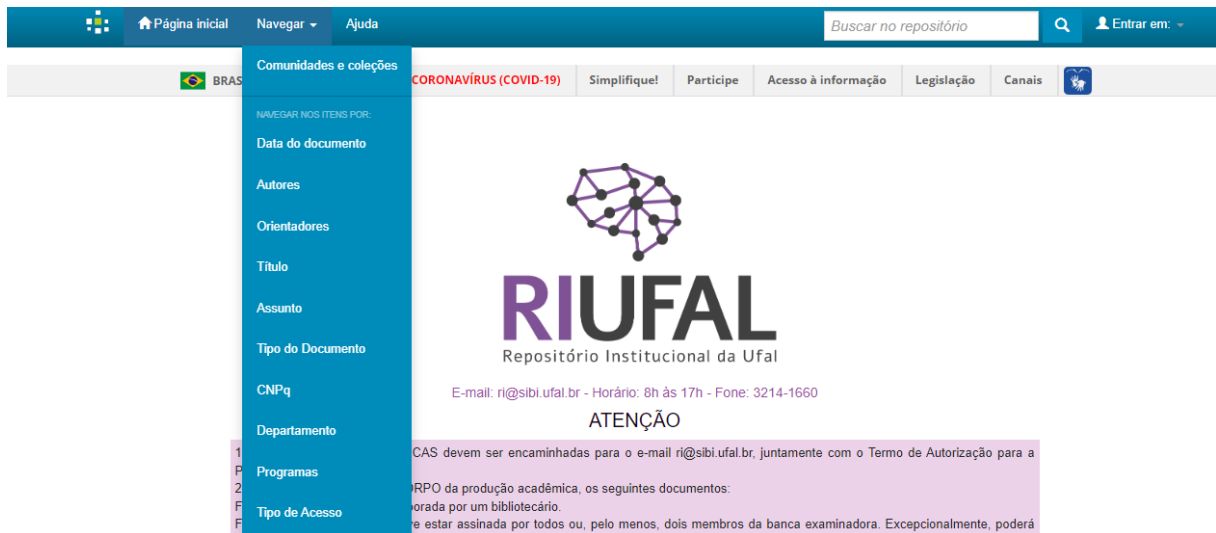 Página inicial Navegar Ajuda Buscar no repositório Entrar em:
Comunidades e coleções
BRAS CORONAVÍRUS (COVID-19) Simplifique! Participe Acesso à informação Legislação Canais
NAVEGAR NOS ITENS POR:
Data do documento
Autores
Orientadores
Título
Assunto
Tipo do Documento
CNPq
Departamento
Programas
Tipo de Acesso
RIUFAL
Repositório Institucional da Ufal
E-mail: ri@sibi.ufal.br - Horário: 8h às 17h - Fone: 3214-1660
ATENÇÃO
1 CAS devem ser encaminhadas para o e-mail ri@sibi.ufal.br, juntamente com o Termo de Autorização para a
P
2 ORPO da produção acadêmica, os seguintes documentos:
F orada por um bibliotecário.
F e estar assinada por todos ou, pelo menos, dois membros da banca examinadora. Excepcionalmente, poderá